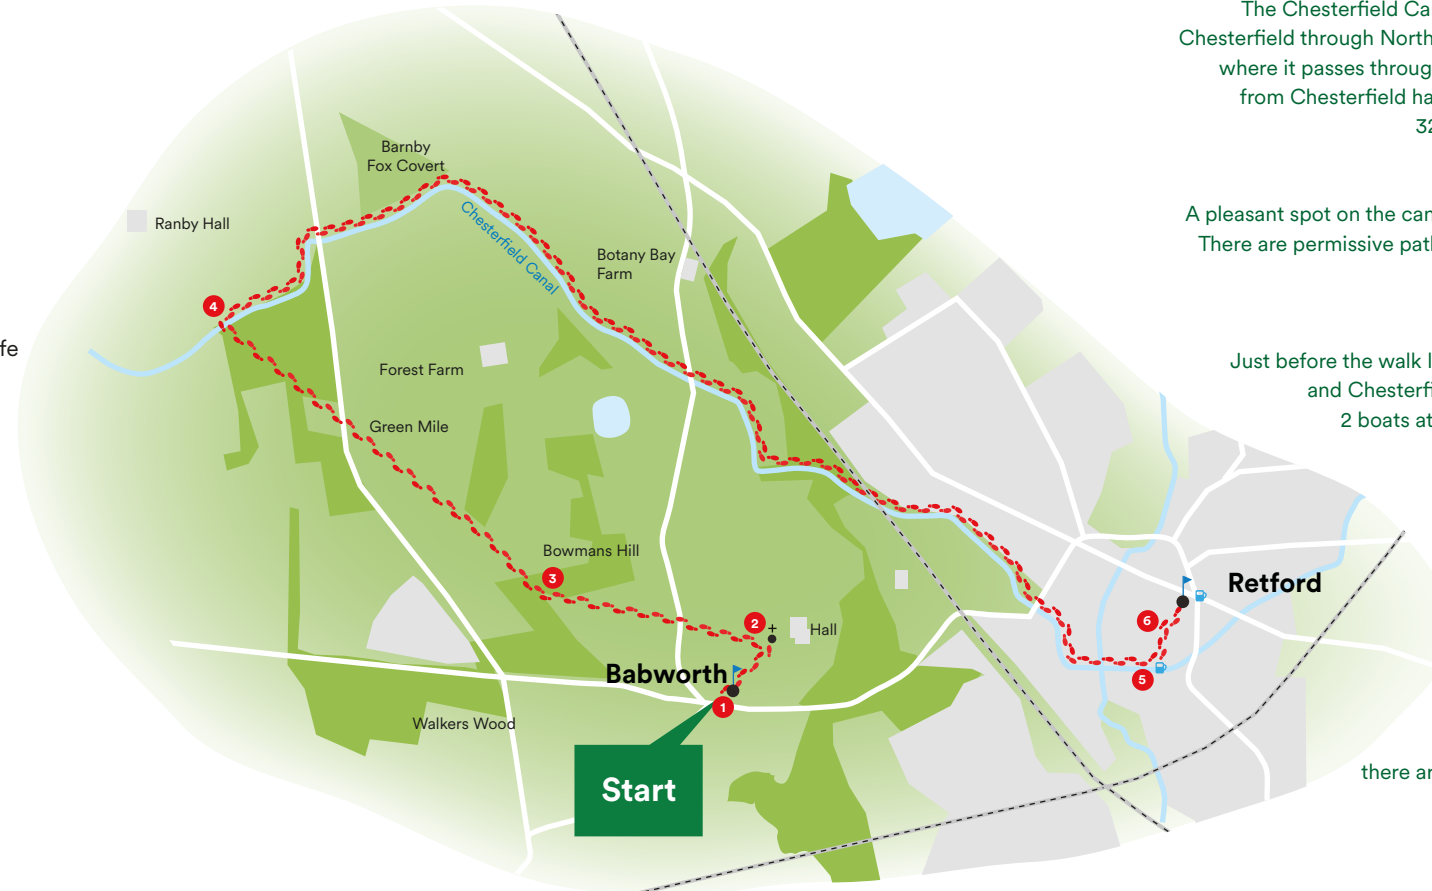 The Chesterfield Ca
Chesterfield through North
where it passes throug
from Chesterfield ha
32
A pleasant spot on the can
There are permissive path
Just before the walk l
and Chesterfi
2 boats at
there ar
fe
Barnby
Fox Covert
Ranby Hall
Chesterfield Canal
Botany Bay
Farm
4
Forest Farm
Green Mile
Bowmans Hill
3
2
Hall
Babworth
1
Walkers Wood
Start
Retford
6
5